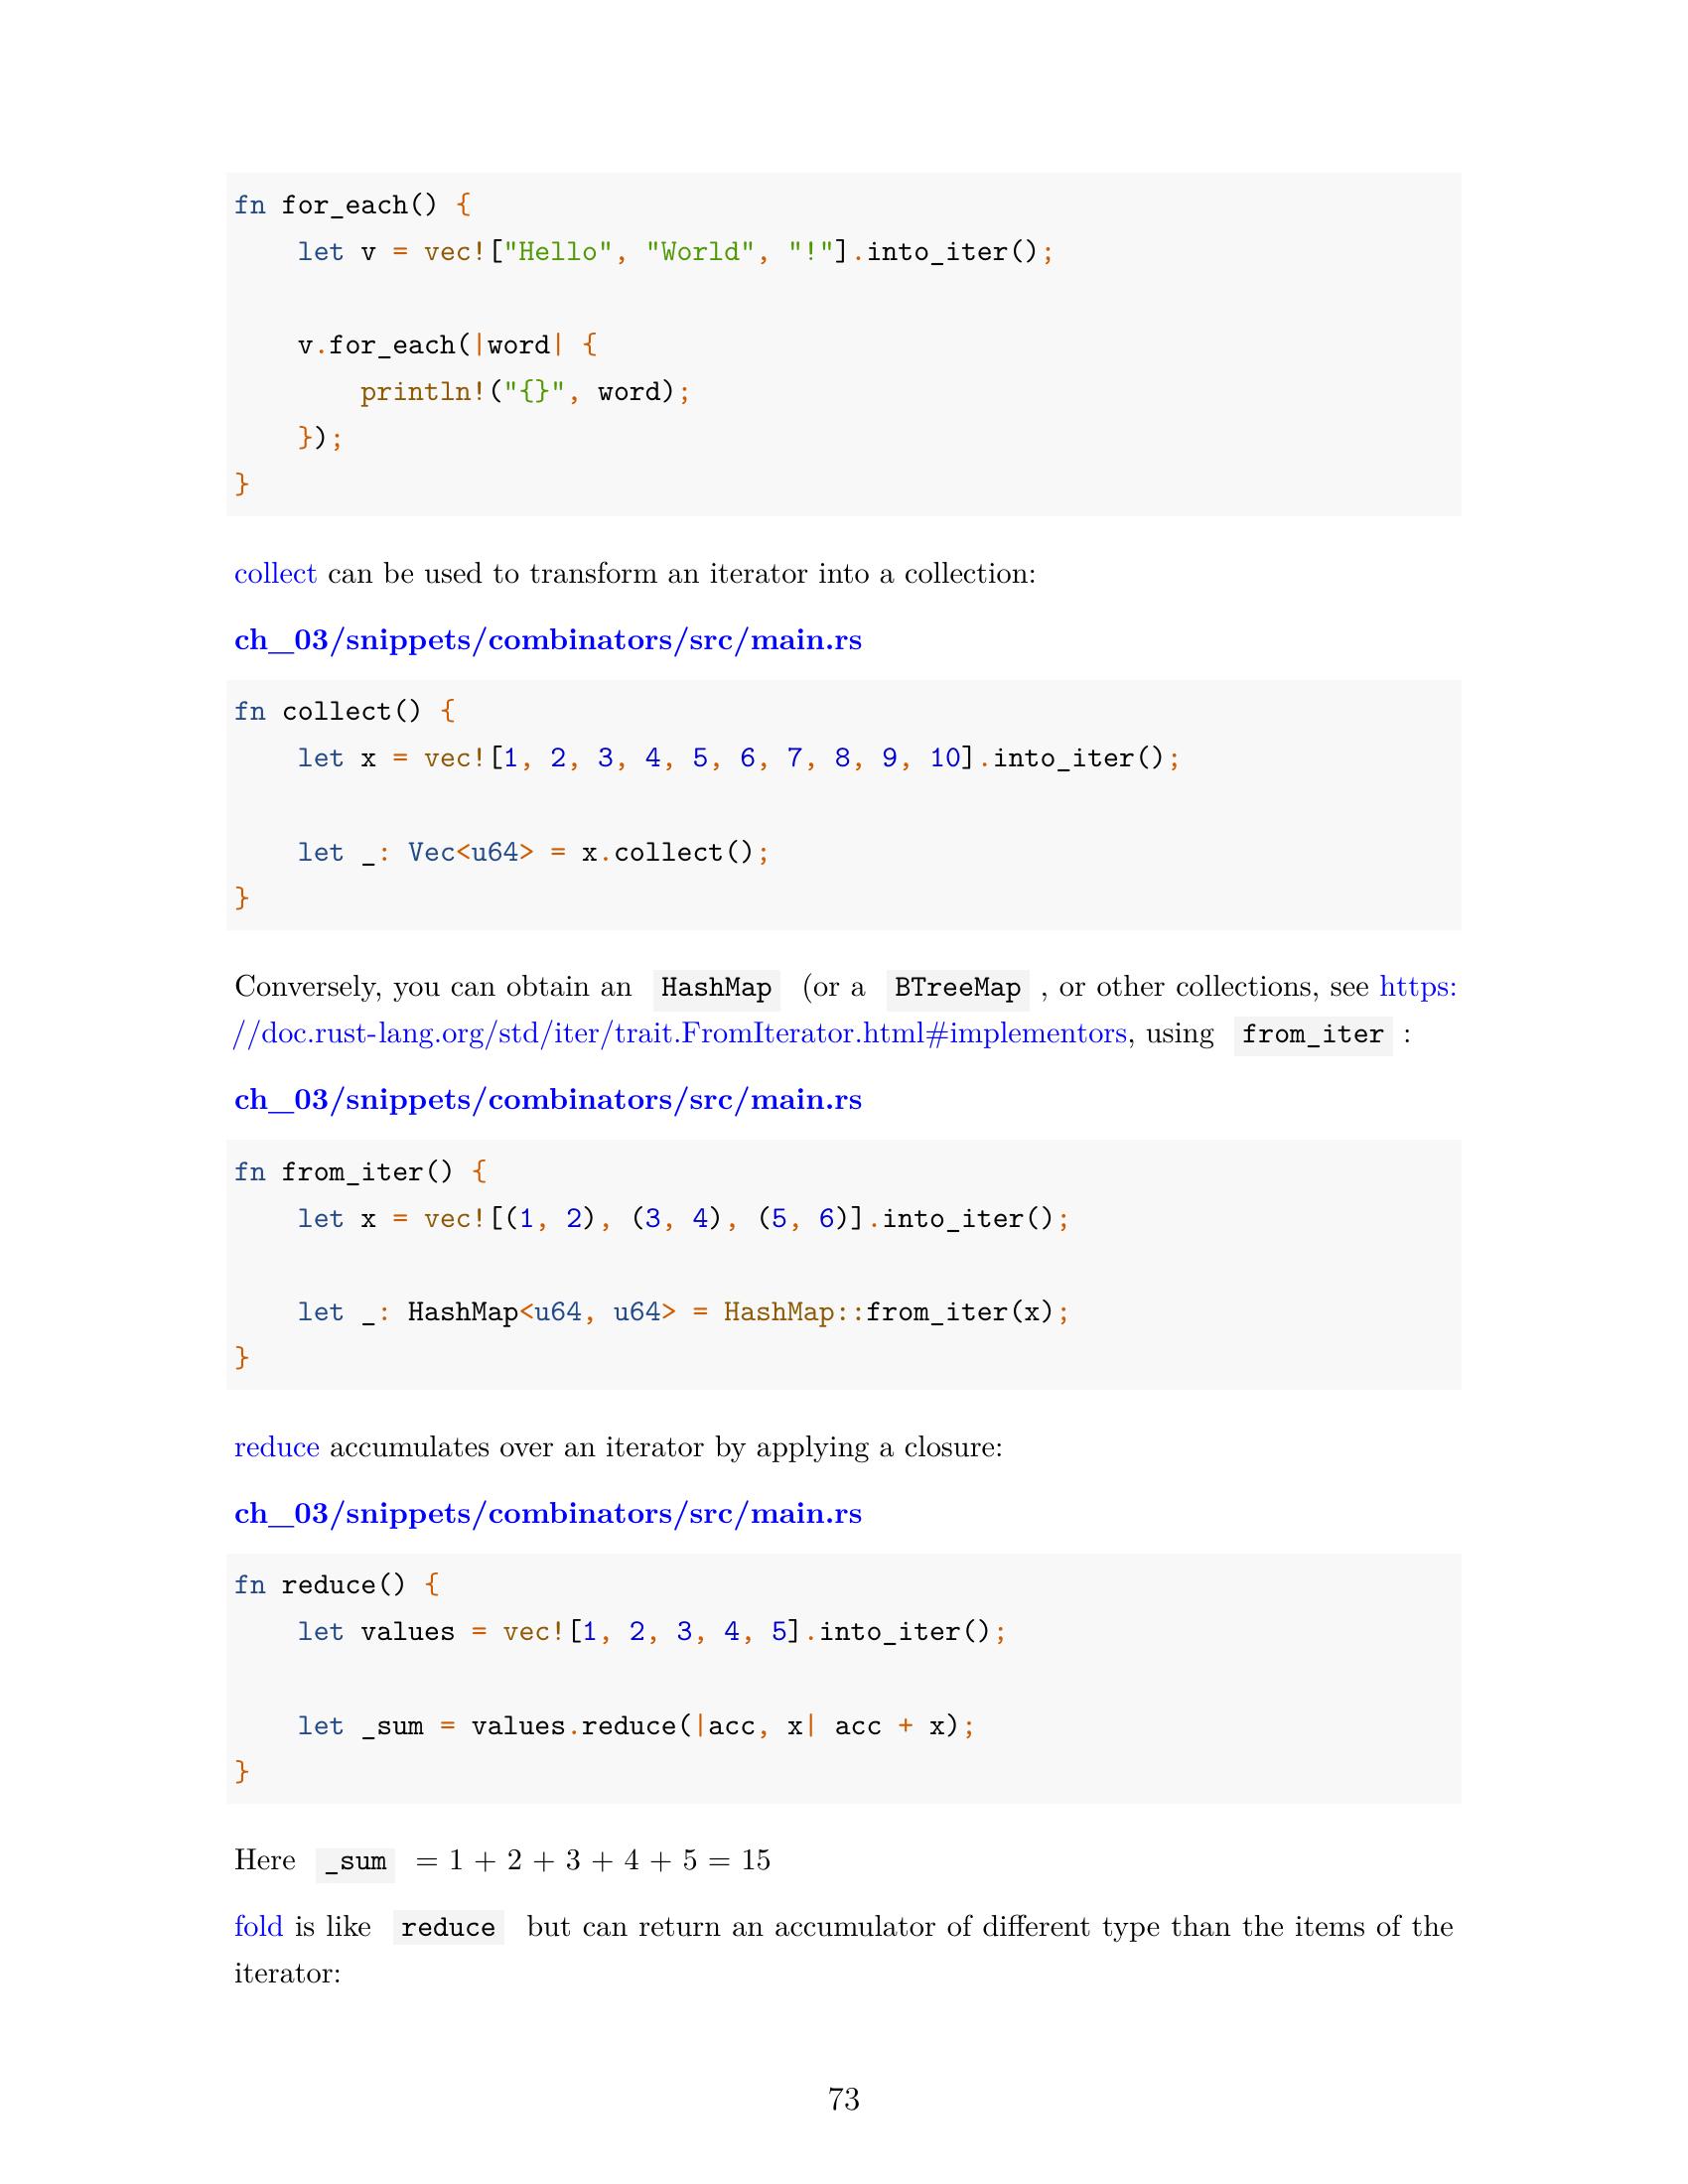 fn for_each() {
    let v = vec!["Hello", "World", "!"].into_iter();

    v.for_each(|word| {
        println!("{}", word);
    });
}
collect can be used to transform an iterator into a collection:
ch_03/snippets/combinators/src/main.rs
fn collect() {
    let x = vec![1, 2, 3, 4, 5, 6, 7, 8, 9, 10].into_iter();

    let _: Vec<u64> = x.collect();
}
Conversely, you can obtain an HashMap (or a BTreeMap , or other collections, see https:
//doc.rust-lang.org/std/iter/trait.FromIterator.html#implementors, using from_iter :
ch_03/snippets/combinators/src/main.rs
fn from_iter() {
    let x = vec![(1, 2), (3, 4), (5, 6)].into_iter();

    let _: HashMap<u64, u64> = HashMap::from_iter(x);
}
reduce accumulates over an iterator by applying a closure:
ch_03/snippets/combinators/src/main.rs
fn reduce() {
    let values = vec![1, 2, 3, 4, 5].into_iter();

    let _sum = values.reduce(|acc, x| acc + x);
}
Here _sum = 1 + 2 + 3 + 4 + 5 = 15
fold is like reduce but can return an accumulator of different type than the items of the
iterator:
73